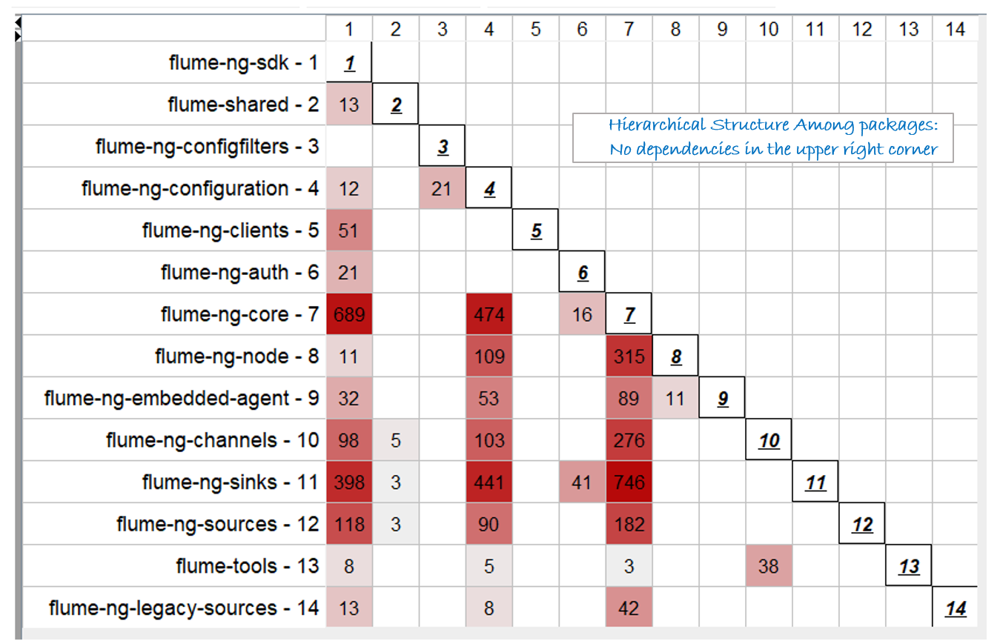 1 2 3 4 5 6 7 8 9 10 11 12 13 14
flume-ng-sdk - 1 1
flume-shared - 2 13 2
Hierarchical Structure Among packages:
No dependencies in the upper right corner
flume-ng-configfilters - 3 3
flume-ng-configuration - 4 12 21 4
flume-ng-clients - 5 51 5
flume-ng-auth - 6 21 6
flume-ng-core - 7 689 474 16 7
flume-ng-node - 8 11 109 315 8
flume-ng-embedded-agent - 9 32 53 89 11 9
flume-ng-channels - 10 98 5 103 276 10
flume-ng-sinks - 11 398 3 441 41 746 11
flume-ng-sources - 12 118 3 90 182 12
flume-tools - 13 8 5 3 38 13
flume-ng-legacy-sources - 14 13 8 42 14